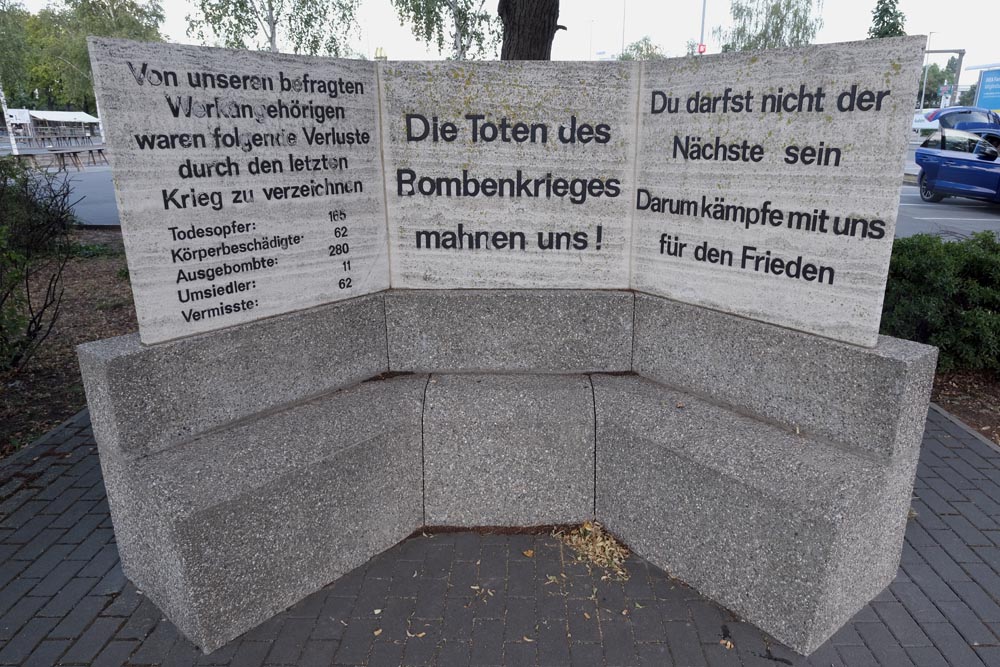 Von unseren befragten
Werkangehörigen
waren folgende Verluste
durch den letzten
Krieg zu verzeichnen
Todesopfer: 165
Körperbeschädigte: 62
Ausgebombte: 280
Umsiedler: 11
Vermisste: 62
Die Toten des
Bombenkrieges
mahnen uns!
Du darfst nicht der
Nächste sein
Darum kämpfe mit uns
für den Frieden